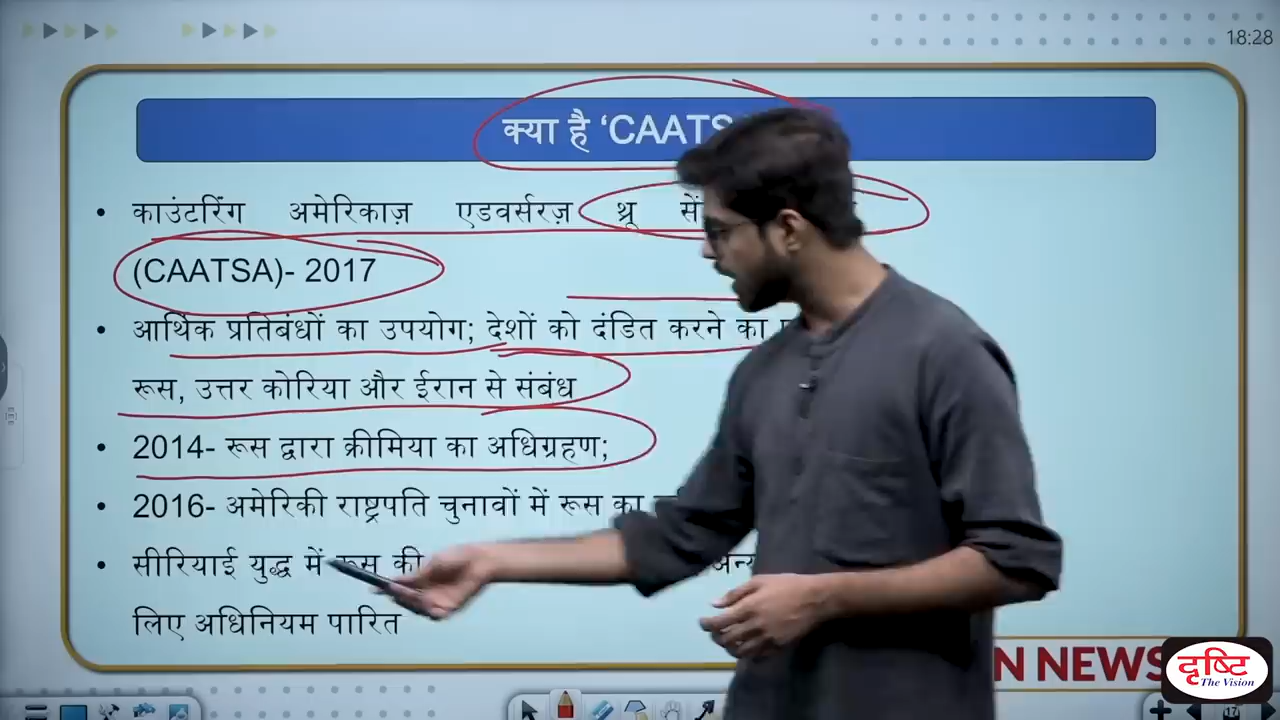 18:28
क्या है ‘CAATS
काउंटरिंग अमेरिकाज़ एडवर्सरज़ थ्रू
(CAATSA)- 2017
आर्थिक प्रतिबंधों का उपयोग; देशों को दंडित करने का
रूस, उत्तर कोरिया और ईरान से संबंध
2014- रूस द्वारा क्रीमिया का अधिग्रहण;
2016- अमेरिकी राष्ट्रपति चुनावों में रूस का
सीरियाई युद्ध में रूस की
लिए अधिनियम पारित
N NEWS
दृष्टि
The Vision
17